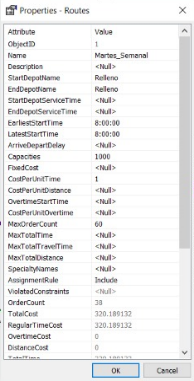 Properties - Routes
Attribute Value
ObjectID 1
Name Martes_Semanal
Description <Null>
StartDepotName Relleno
EndDepotName Relleno
StartDepotServiceTime <Null>
EndDepotServiceTime <Null>
EarliestStartTime 8:00:00
LatestStartTime 8:00:00
ArriveDepartDelay <Null>
Capacities 1000
FixedCost <Null>
CostPerUnitTime 1
CostPerUnitDistance <Null>
OvertimeStartTime <Null>
CostPerUnitOvertime <Null>
MaxOrderCount 60
MaxTotalTime <Null>
MaxTotalTravelTime <Null>
MaxTotalDistance <Null>
SpecialtyNames <Null>
AssignmentRule Include
ViolatedConstraints <Null>
OrderCount 38
TotalCost 320.189132
RegularTimeCost 320.189132
OvertimeCost 0
DistanceCost 0
TotalTime
OK Cancel